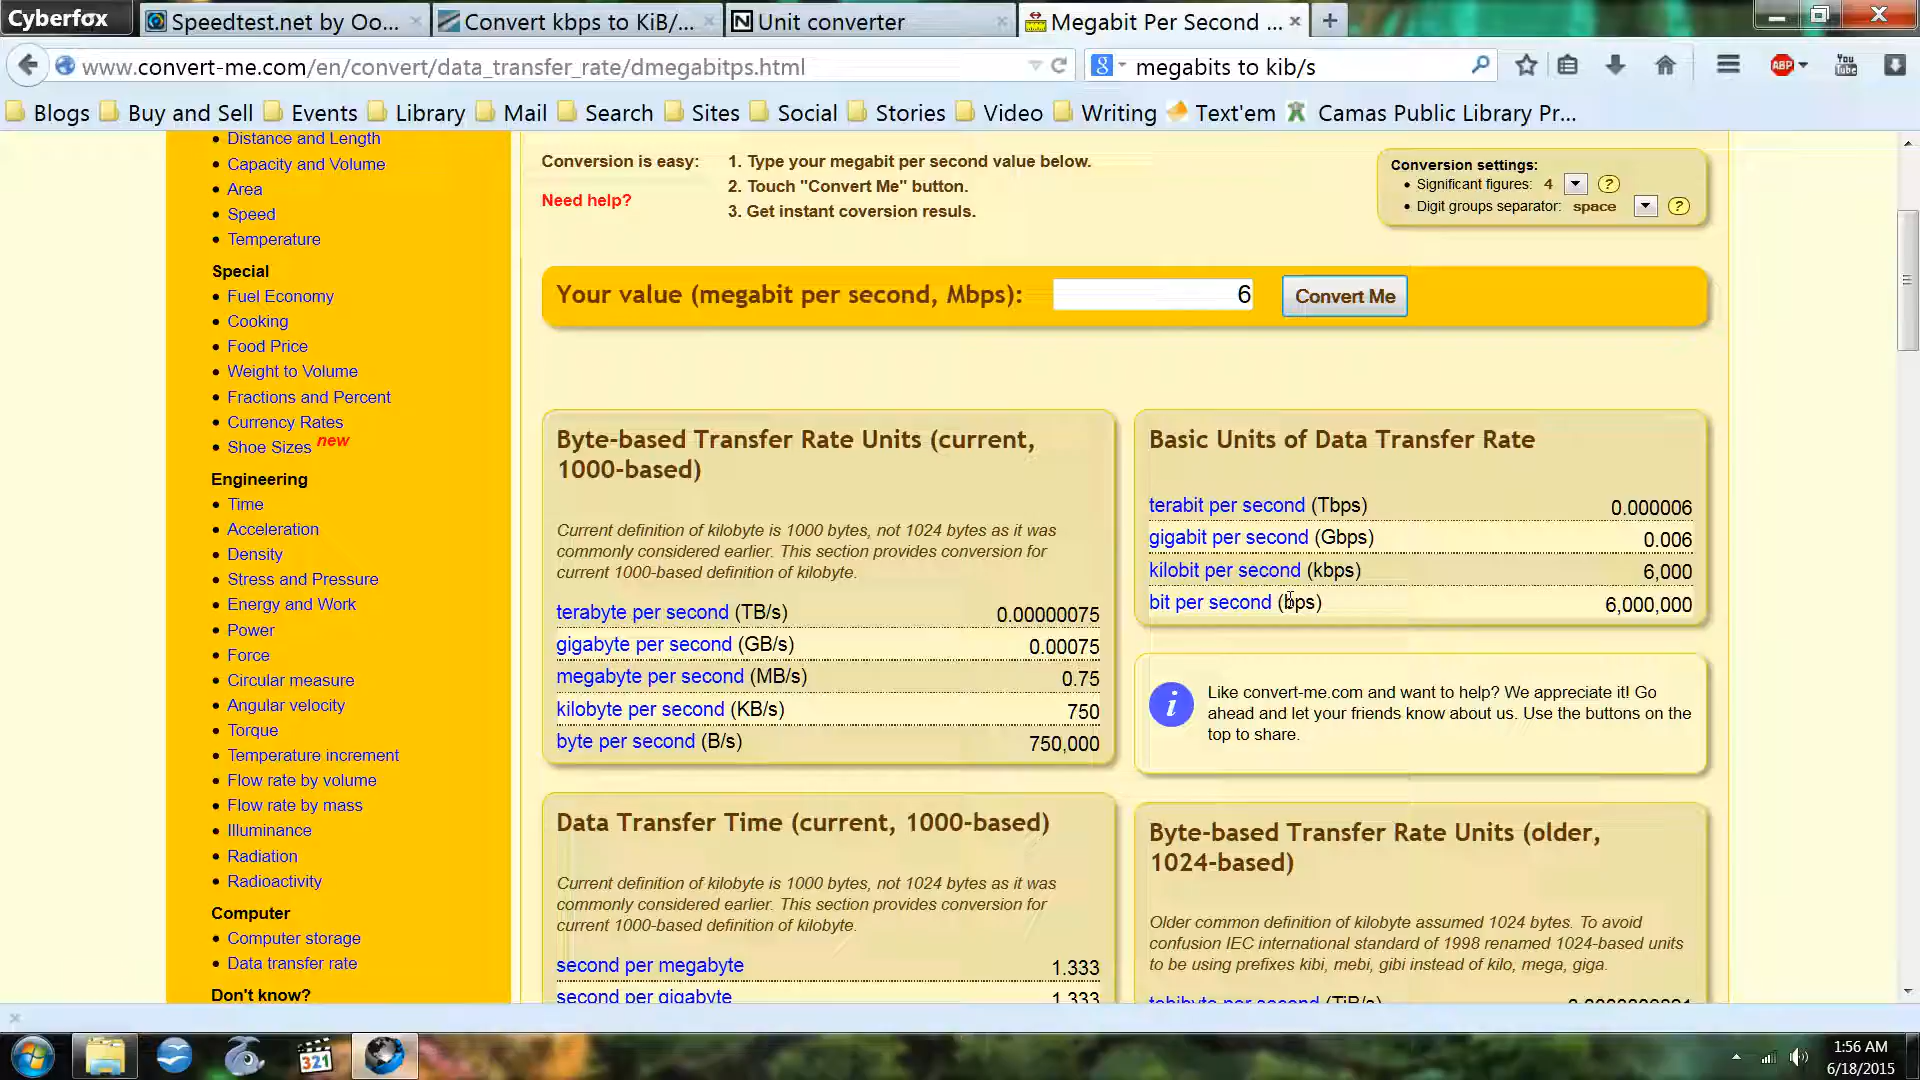 Cyberfox
Speedtest.net by Oo...
Convert kbps to KiB/...
Unit converter
Megabit Per Second ...
www.convert-me.com/en/convert/data_transfer_rate/dmegabitps.html
megabits to kib/s
ABP
You Tube
Blogs
Buy and Sell
Events
Library
Mail
Search
Sites
Social
Stories
Video
Writing
Text'em
Camas Public Library Pr...
Distance and Length
Capacity and Volume
Area
Speed
Temperature
Special
Fuel Economy
Cooking
Food Price
Weight to Volume
Fractions and Percent
Currency Rates
Shoe Sizes new
Engineering
Time
Acceleration
Density
Stress and Pressure
Energy and Work
Power
Force
Circular measure
Angular velocity
Torque
Temperature increment
Flow rate by volume
Flow rate by mass
Illuminance
Radiation
Radioactivity
Computer
Computer storage
Data transfer rate
Don't know?
Conversion is easy:
Need help?
1. Type your megabit per second value below.
2. Touch "Convert Me" button.
3. Get instant coversion resuls.
Conversion settings:
Significant figures: 4 ?
Digit groups separator: space ?
Your value (megabit per second, Mbps): 6 Convert Me
Byte-based Transfer Rate Units (current,
1000-based)
Current definition of kilobyte is 1000 bytes, not 1024 bytes as it was
commonly considered earlier. This section provides conversion for
current 1000-based definition of kilobyte.
terabyte per second (TB/s) 0.00000075
gigabyte per second (GB/s) 0.00075
megabyte per second (MB/s) 0.75
kilobyte per second (KB/s) 750
byte per second (B/s) 750,000
Data Transfer Time (current, 1000-based)
Current definition of kilobyte is 1000 bytes, not 1024 bytes as it was
commonly considered earlier. This section provides conversion for
current 1000-based definition of kilobyte.
second per megabyte 1.333
second per gigabyte 1,333
Basic Units of Data Transfer Rate
terabit per second (Tbps) 0.000006
gigabit per second (Gbps) 0.006
kilobit per second (kbps) 6,000
bit per second (bps) 6,000,000
i
Like convert-me.com and want to help? We appreciate it! Go
ahead and let your friends know about us. Use the buttons on the
top to share.
Byte-based Transfer Rate Units (older,
1024-based)
Older common definition of kilobyte assumed 1024 bytes. To avoid
confusion IEC international standard of 1998 renamed 1024-based units
to be using prefixes kibi, mebi, gibi instead of kilo, mega, giga.
tebibyte per second (TiB/s)
321
1:56 AM
6/18/2015